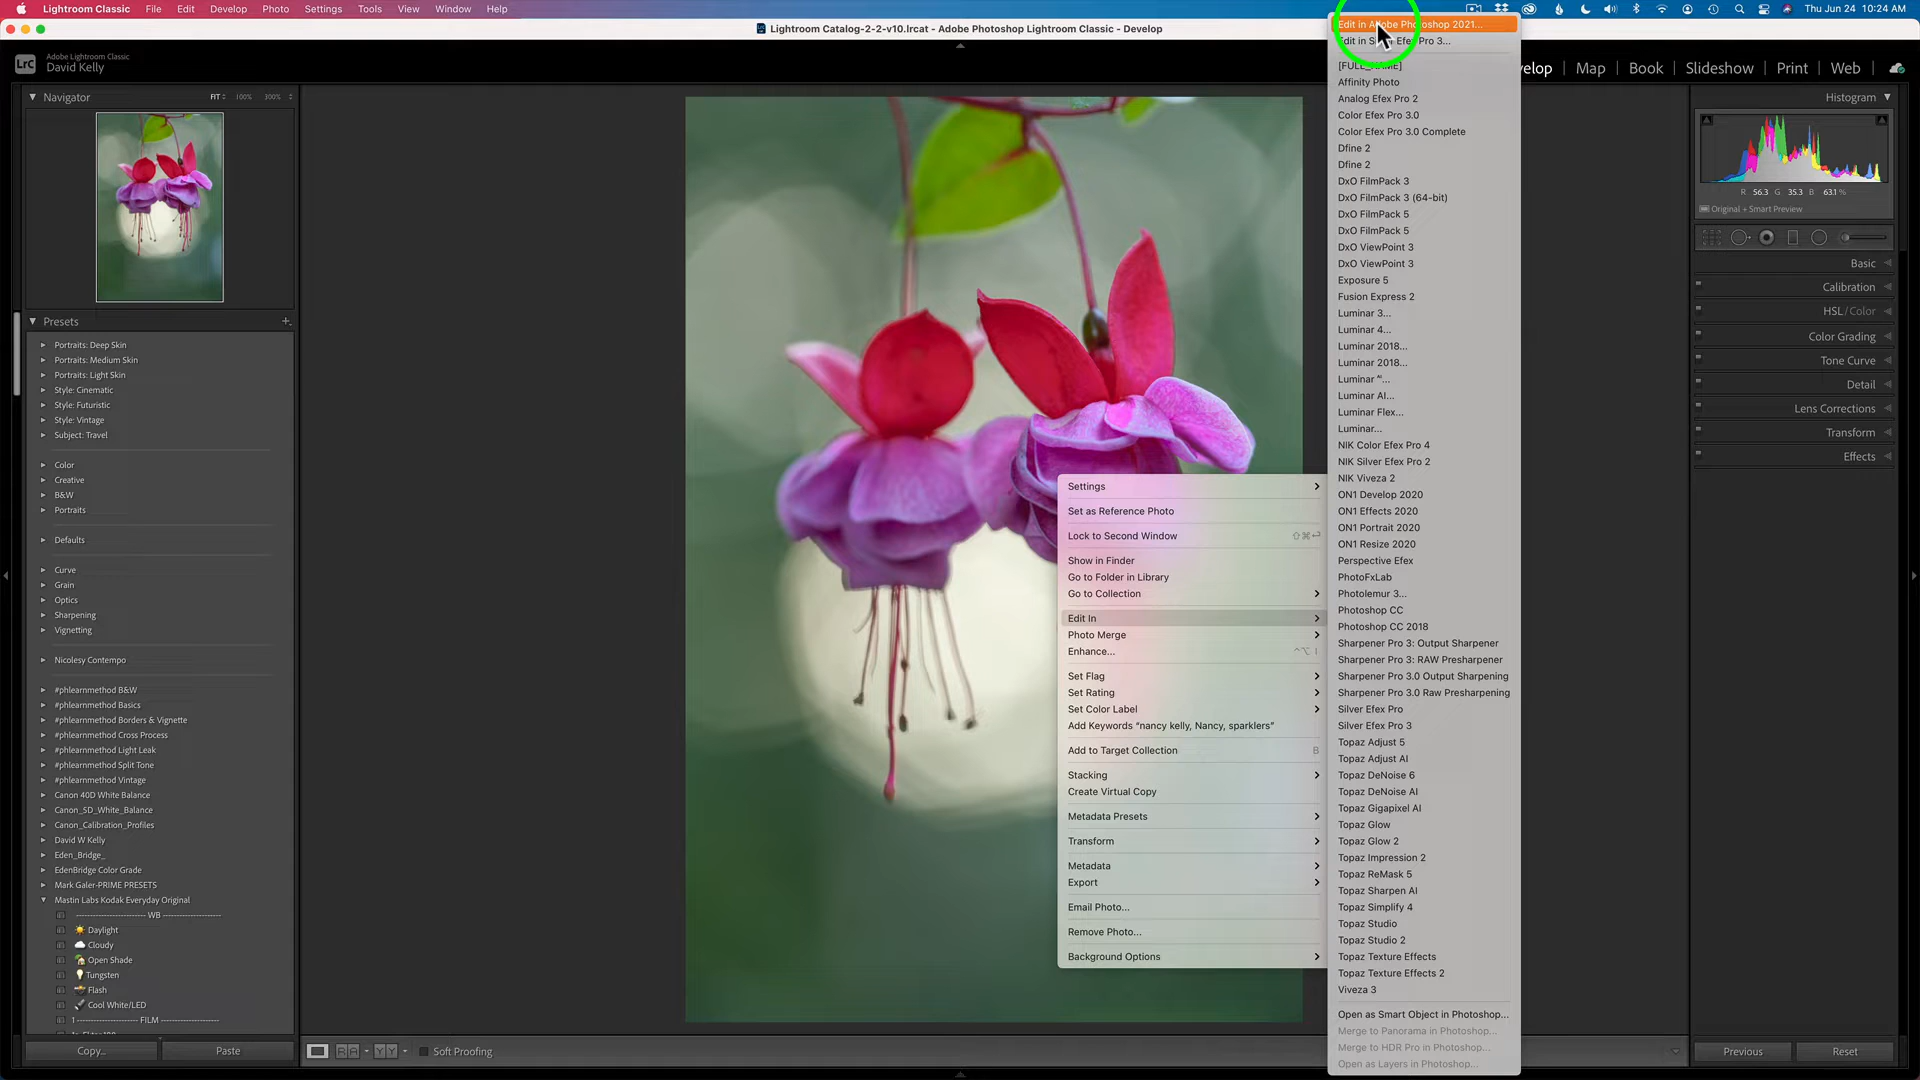 Lightroom Classic File Edit Develop Photo Settings Tools View Window Help
Thu Jun 24 10:24 AM
Lightroom Catalog-2-2-v10.lrcat - Adobe Photoshop Lightroom Classic - Develop
LrC
Adobe Lightroom Classic
David Kelly
Map | Book | Slideshow | Print | Web
Navigator FIT 100% 300%
Presets
Portraits: Deep Skin
Portraits: Medium Skin
Portraits: Light Skin
Style: Cinematic
Style: Futuristic
Style: Vintage
Subject: Travel
Color
Creative
B&W
Portraits
Defaults
Curve
Grain
Optics
Sharpening
Vignetting
Nicolesy Contempo
#phlearnmethod B&W
#phlearnmethod Basics
#phlearnmethod Borders & Vignette
#phlearnmethod Cross Process
#phlearnmethod Light Leak
#phlearnmethod Split Tone
#phlearnmethod Vintage
Canon 40D White Balance
Canon_5D_White_Balance
Canon_Calibration_Profiles
David W Kelly
Eden_Bridge_
EdenBridge Color Grade
Mark Galer-PRIME PRESETS
Mastin Labs Kodak Everyday Original
------------------------- WB --------------------
Daylight
Cloudy
Open Shade
Tungsten
Flash
Cool White/LED
1 ---------------------- FILM -------------------
Copy... Paste
Soft Proofing
Settings
Set as Reference Photo
Lock to Second Window ⇧⌘↩
Show in Finder
Go to Folder in Library
Go to Collection
Edit In
Photo Merge
Enhance... ^⌥ I
Set Flag
Set Rating
Set Color Label
Add Keywords “nancy kelly, Nancy, sparklers”
Add to Target Collection B
Stacking
Create Virtual Copy
Metadata Presets
Transform
Metadata
Export
Email Photo...
Remove Photo...
Background Options
Edit in Adobe Photoshop 2021...
Edit in Silver Efex Pro 3...
[FULL_NAME]
Affinity Photo
Analog Efex Pro 2
Color Efex Pro 3.0
Color Efex Pro 3.0 Complete
Dfine 2
Dfine 2
DxO FilmPack 3
DxO FilmPack 3 (64-bit)
DxO FilmPack 5
DxO FilmPack 5
DxO ViewPoint 3
DxO ViewPoint 3
Exposure 5
Fusion Express 2
Luminar 3...
Luminar 4...
Luminar 2018...
Luminar 2018...
Luminar
Luminar AI...
Luminar Flex...
Luminar...
NIK Color Efex Pro 4
NIK Silver Efex Pro 2
NIK Viveza 2
ON1 Develop 2020
ON1 Effects 2020
ON1 Portrait 2020
ON1 Resize 2020
Perspective Efex
PhotoFxLab
Photolemur 3...
Photoshop CC
Photoshop CC 2018
Sharpener Pro 3: Output Sharpener
Sharpener Pro 3: RAW Presharpener
Sharpener Pro 3.0 Output Sharpening
Sharpener Pro 3.0 Raw Presharpening
Silver Efex Pro
Silver Efex Pro 3
Topaz Adjust 5
Topaz Adjust AI
Topaz DeNoise 6
Topaz DeNoise AI
Topaz Gigapixel AI
Topaz Glow
Topaz Glow 2
Topaz Impression 2
Topaz ReMask 5
Topaz Sharpen AI
Topaz Simplify 4
Topaz Studio
Topaz Studio 2
Topaz Texture Effects
Topaz Texture Effects 2
Viveza 3
Open as Smart Object in Photoshop...
Merge to Panorama in Photoshop...
Merge to HDR Pro in Photoshop...
Open as Layers in Photoshop...
Histogram
R 56.3 G 35.3 B 63.1 %
Original + Smart Preview
Basic
Calibration
HSL / Color
Color Grading
Tone Curve
Detail
Lens Corrections
Transform
Effects
Previous Reset